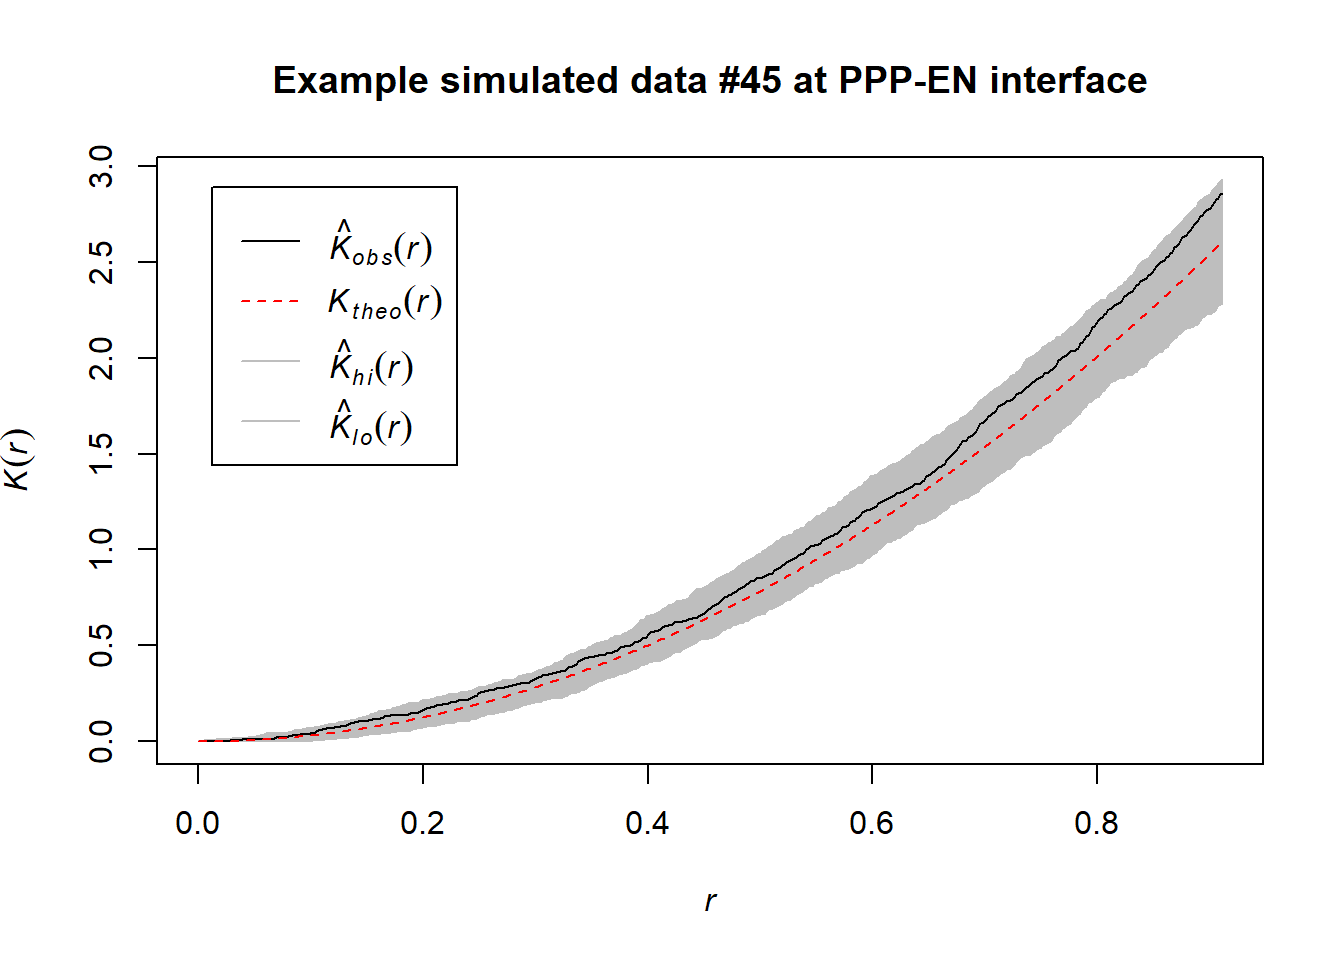 Example simulated data #45 at PPP-EN interface
K̂obs(r)
Ktheo(r)
K̂hi(r)
K̂lo(r)
K(r)
3.0
2.5
2.0
1.5
1.0
0.5
0.0
0.0 0.2 0.4 0.6 0.8
r